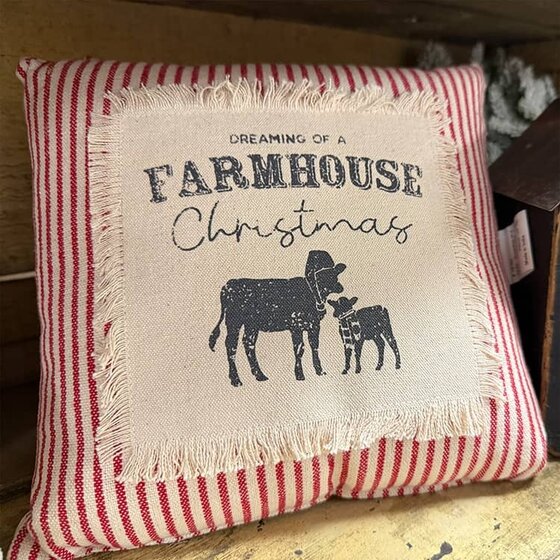 DREAMING OF A
FARMHOUSE
Christmas